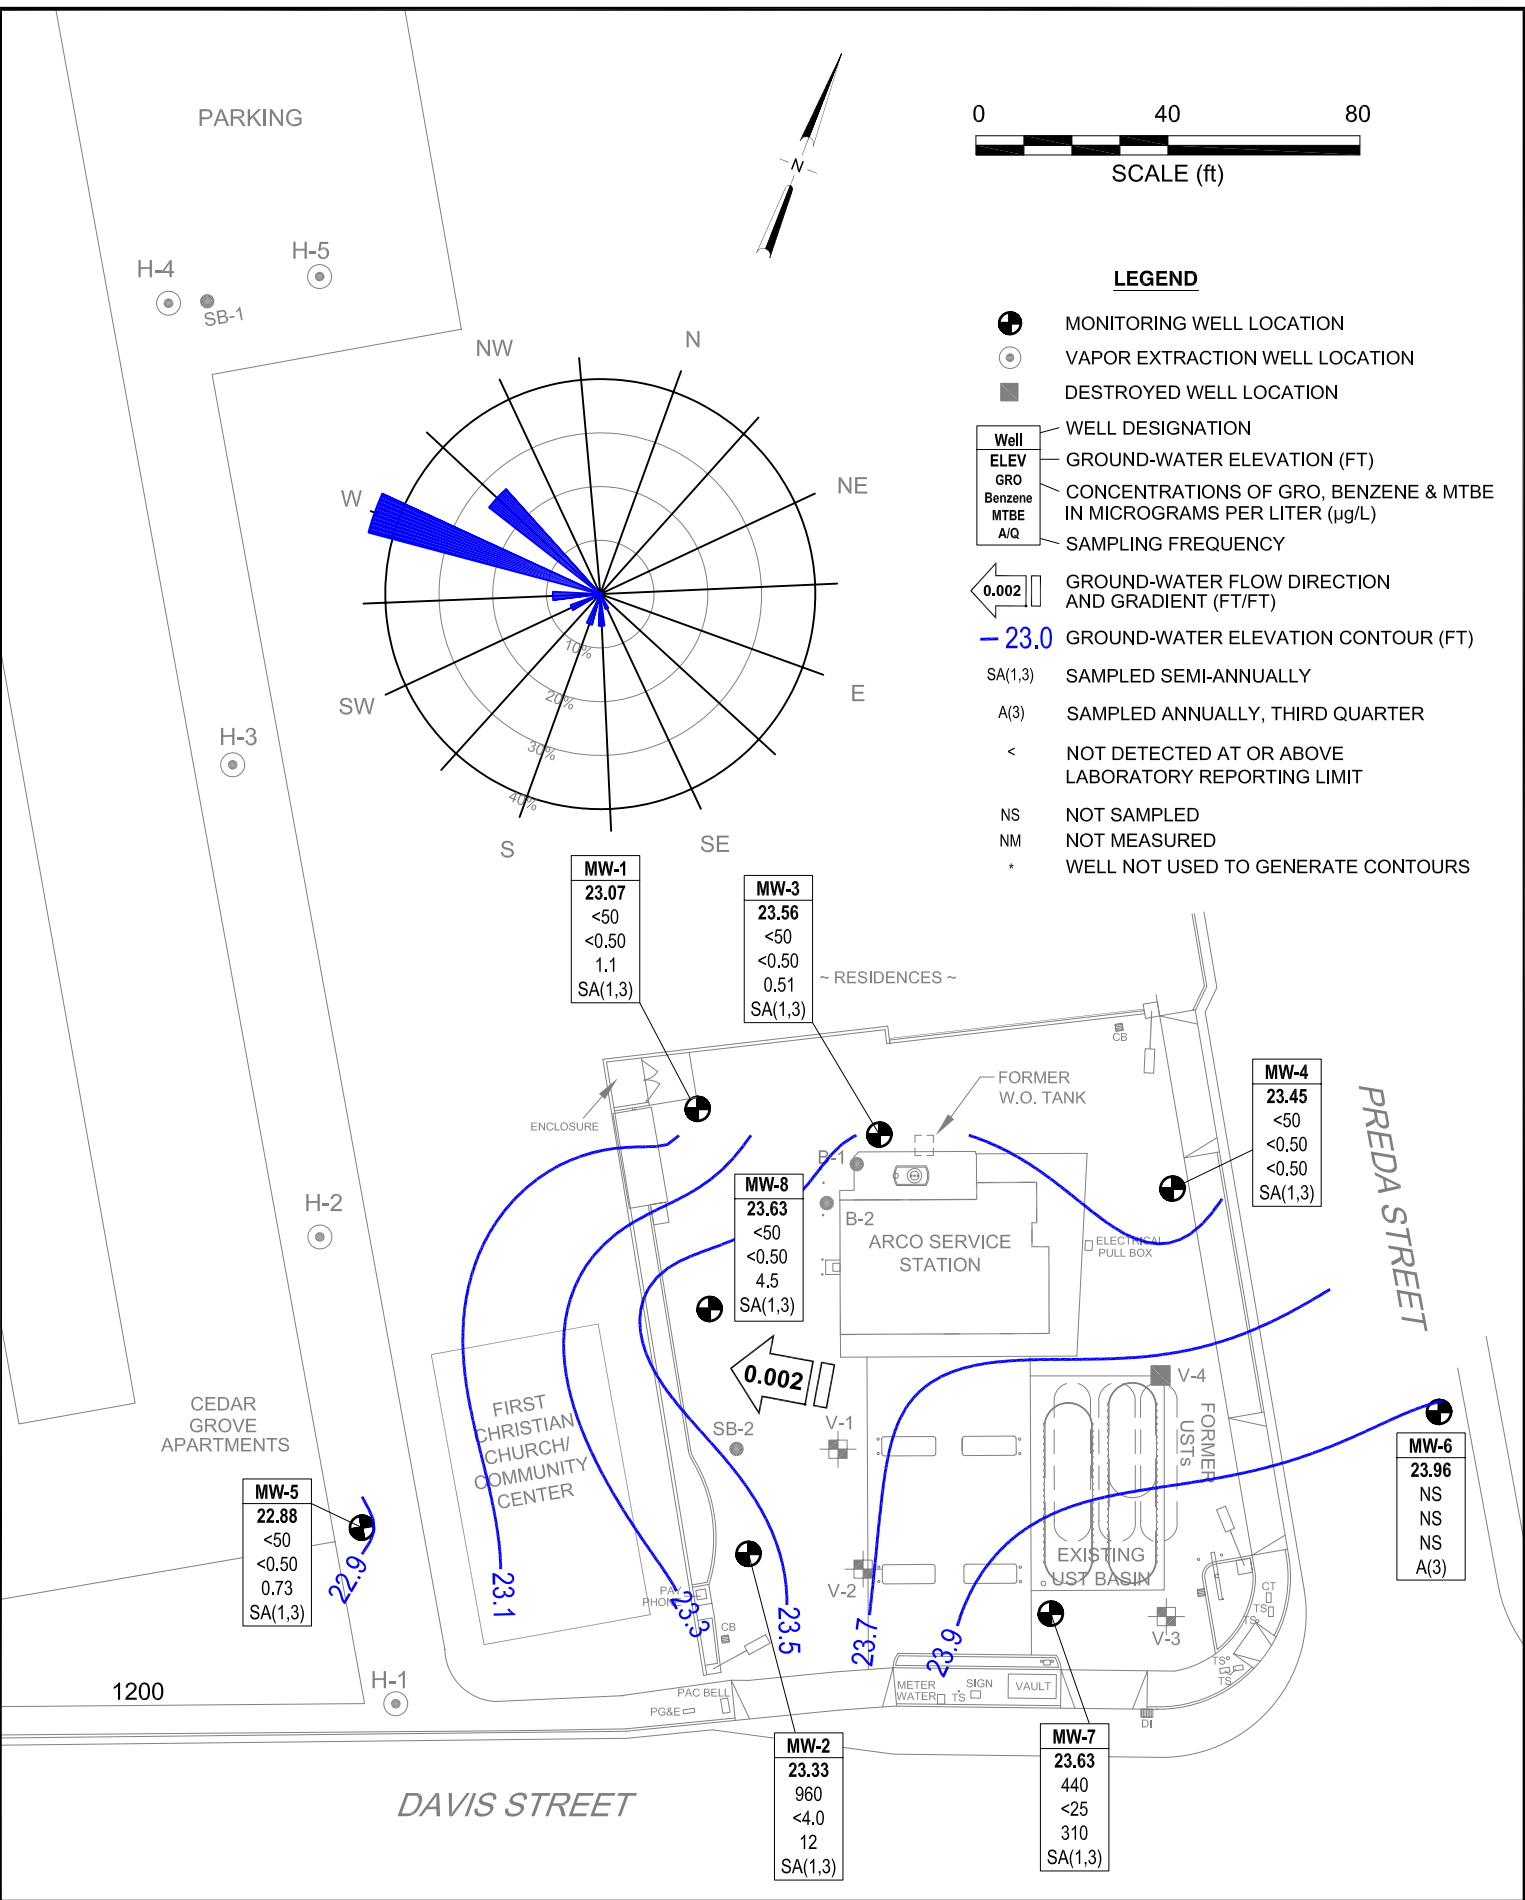 PARKING
0 40 80
SCALE (ft)
N
H-4
SB-1
H-5
LEGEND
MONITORING WELL LOCATION
VAPOR EXTRACTION WELL LOCATION
DESTROYED WELL LOCATION
Well
ELEV
GRO
Benzene
MTBE
A/Q
WELL DESIGNATION
GROUND-WATER ELEVATION (FT)
CONCENTRATIONS OF GRO, BENZENE & MTBE
IN MICROGRAMS PER LITER (µg/L)
SAMPLING FREQUENCY
0.002
GROUND-WATER FLOW DIRECTION
AND GRADIENT (FT/FT)
23.0
GROUND-WATER ELEVATION CONTOUR (FT)
SA(1,3) SAMPLED SEMI-ANNUALLY
A(3) SAMPLED ANNUALLY, THIRD QUARTER
< NOT DETECTED AT OR ABOVE
LABORATORY REPORTING LIMIT
NS NOT SAMPLED
NM NOT MEASURED
* WELL NOT USED TO GENERATE CONTOURS
NW
N
W
NE
SW
E
S
SE
10%
20%
30%
40%
H-3
MW-1
23.07
<50
<0.50
1.1
SA(1,3)
MW-3
23.56
<50
<0.50
0.51
SA(1,3)
~ RESIDENCES ~
CB
MW-4
23.45
<50
<0.50
<0.50
SA(1,3)
FORMER
W.O. TANK
ENCLOSURE
B-1
MW-8
23.63
<50
<0.50
4.5
SA(1,3)
B-2
ARCO SERVICE
STATION
ELECTRICAL
PULL BOX
PREDA STREET
H-2
0.002
V-4
FORMER
USTs
CEDAR
GROVE
APARTMENTS
FIRST
CHRISTIAN
CHURCH/
COMMUNITY
CENTER
SB-2
V-1
MW-6
23.96
NS
NS
NS
A(3)
MW-5
22.88
<50
<0.50
0.73
SA(1,3)
22.9
23.1
23.3
23.5
23.7
23.9
PAY
PHONE
CB
V-2
EXISTING
UST BASIN
V-3
CT
TS
TS
TS
TS
H-1
1200
PAC BELL
PG&E
METER
WATER
TS
SIGN
VAULT
DI
MW-2
23.33
960
<4.0
12
SA(1,3)
MW-7
23.63
440
<25
310
SA(1,3)
DAVIS STREET